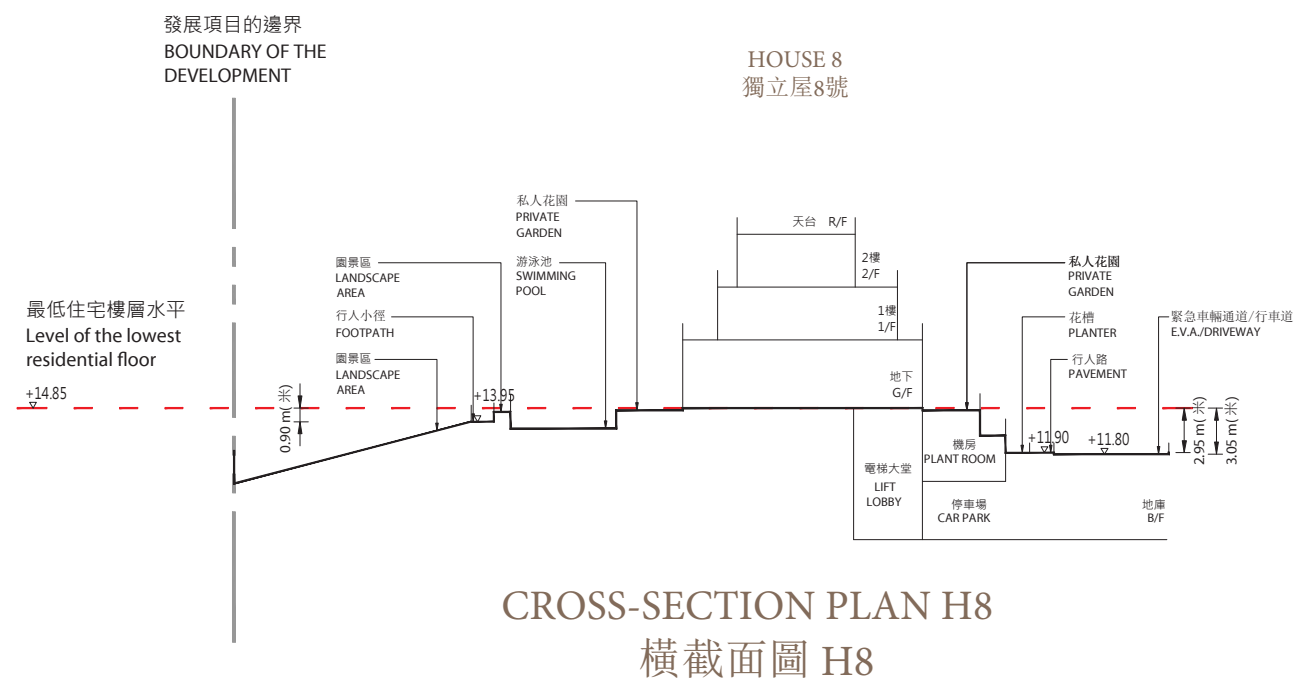 發展項目的邊界
BOUNDARY OF THE
DEVELOPMENT
HOUSE 8
獨立屋8號
私人花園
PRIVATE
GARDEN
天台 R/F
園景區
LANDSCAPE
AREA
游泳池
SWIMMING
POOL
2樓
2/F
私人花園
PRIVATE
GARDEN
最低住宅樓層水平
Level of the lowest
residential floor
行人小徑
FOOTPATH
1樓
1/F
花槽
PLANTER
緊急車輛通道/行車道
E.V.A./DRIVEWAY
園景區
LANDSCAPE
AREA
行人路
PAVEMENT
地下
G/F
+14.85
+13.95
0.90 m(米)
+11.90
+11.80
2.95 m(米)
3.05 m(米)
機房
PLANT ROOM
電梯大堂
LIFT
LOBBY
停車場
CAR PARK
地庫
B/F
CROSS-SECTION PLAN H8
橫截面圖 H8